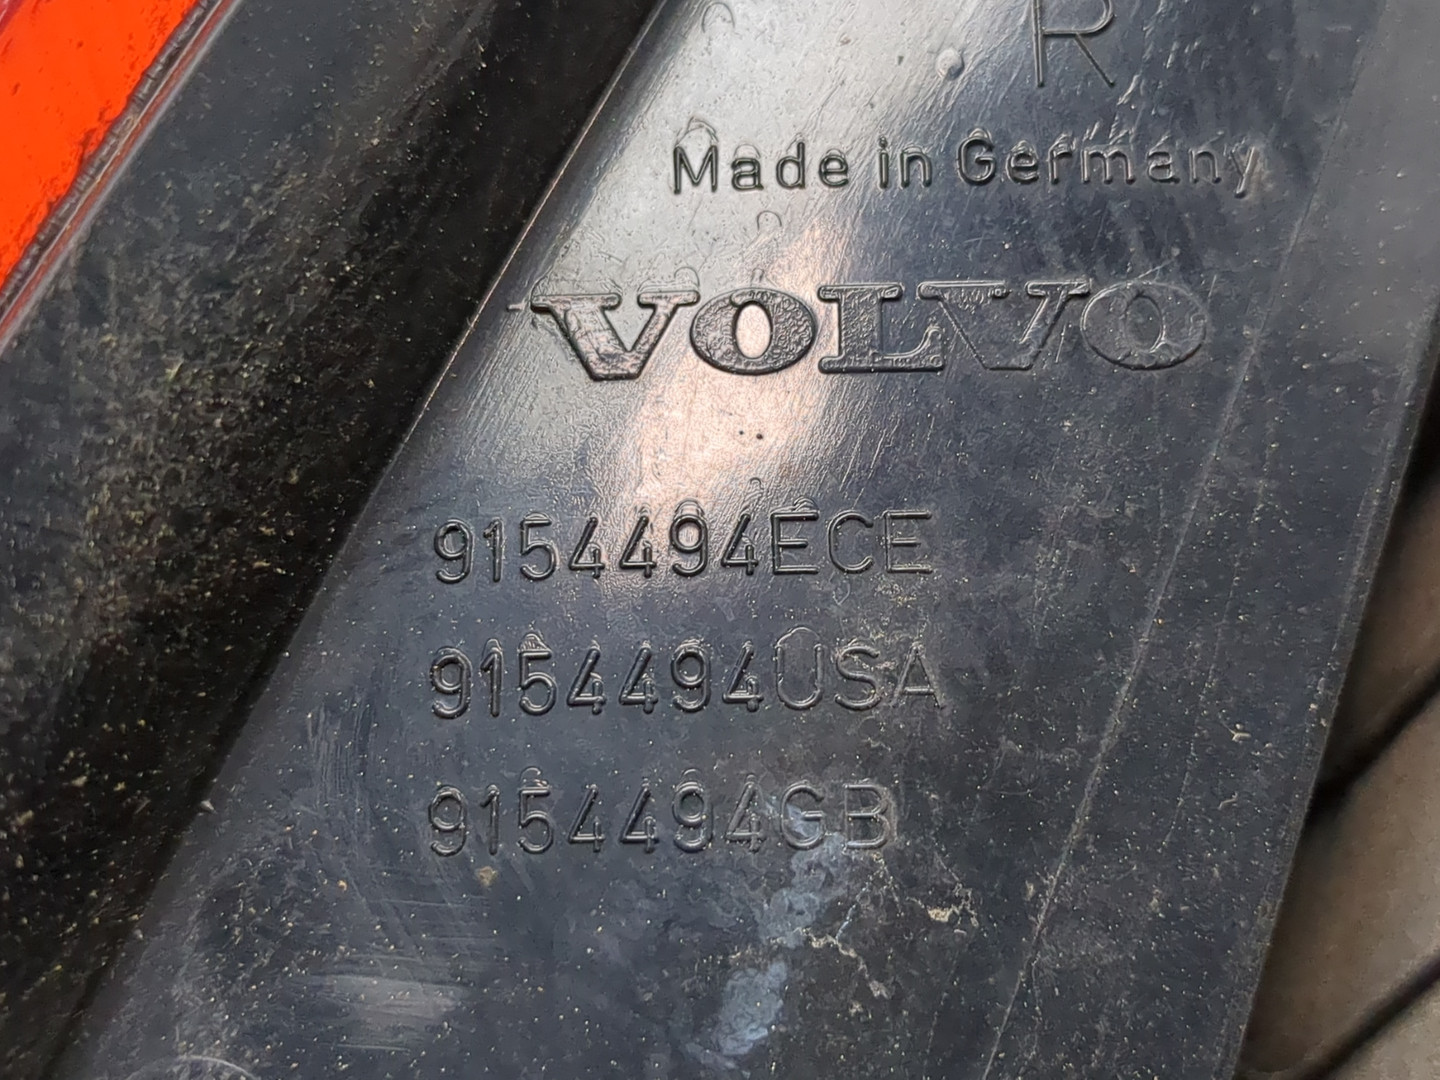 R
Made in Germany
VOLVO
9154494ECE
9154494USA
9154494GB